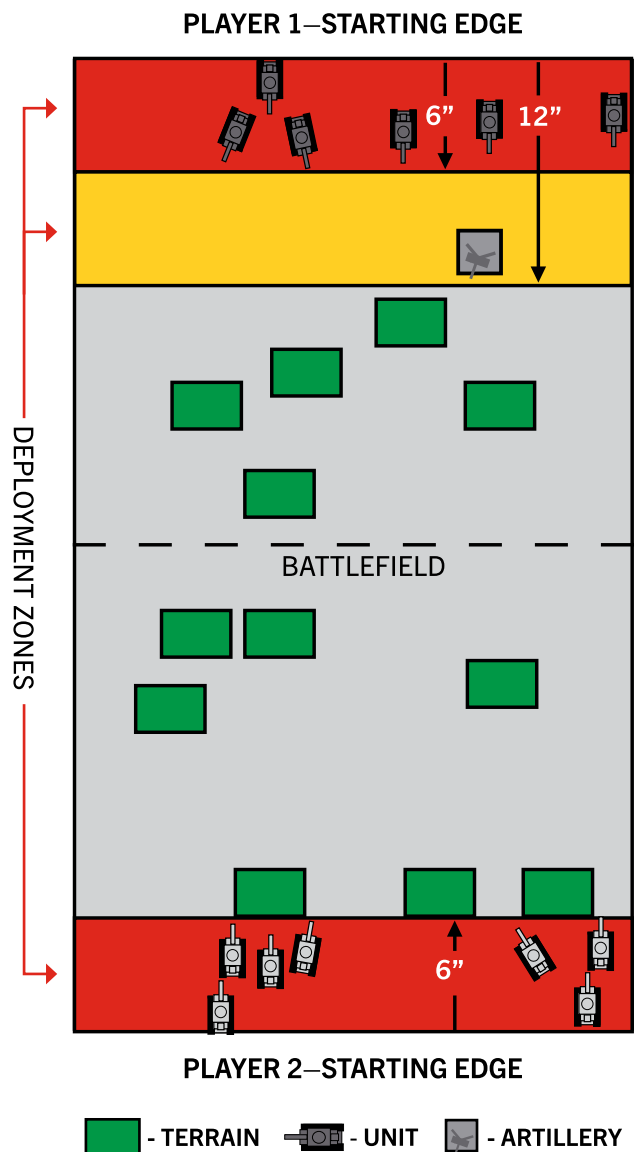 PLAYER 1–STARTING EDGE
6”
12”
DEPLOYMENT ZONES
BATTLEFIELD
6”
PLAYER 2–STARTING EDGE
- TERRAIN
- UNIT
- ARTILLERY